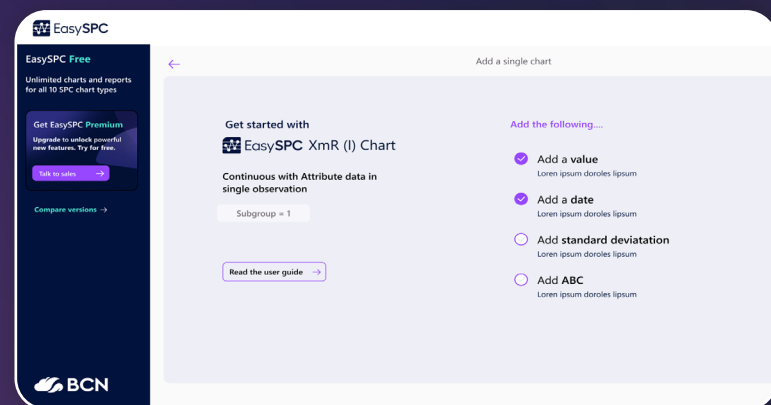 EasySPC
EasySPC Free
Unlimited charts and reports
for all 10 SPC chart types
Get EasySPC Premium
Upgrade to unlock powerful
new features. Try for free.
Talk to sales →
Compare versions →
BCN
←
Add a single chart
Get started with
EasySPC XmR (I) Chart
Continuous with Attribute data in
single observation
Subgroup = 1
Read the user guide →
Add the following....
Add a value
Lorem ipsum doroles lipsum
Add a date
Lorem ipsum doroles lipsum
Add standard deviatation
Lorem ipsum doroles lipsum
Add ABC
Lorem ipsum doroles lipsum